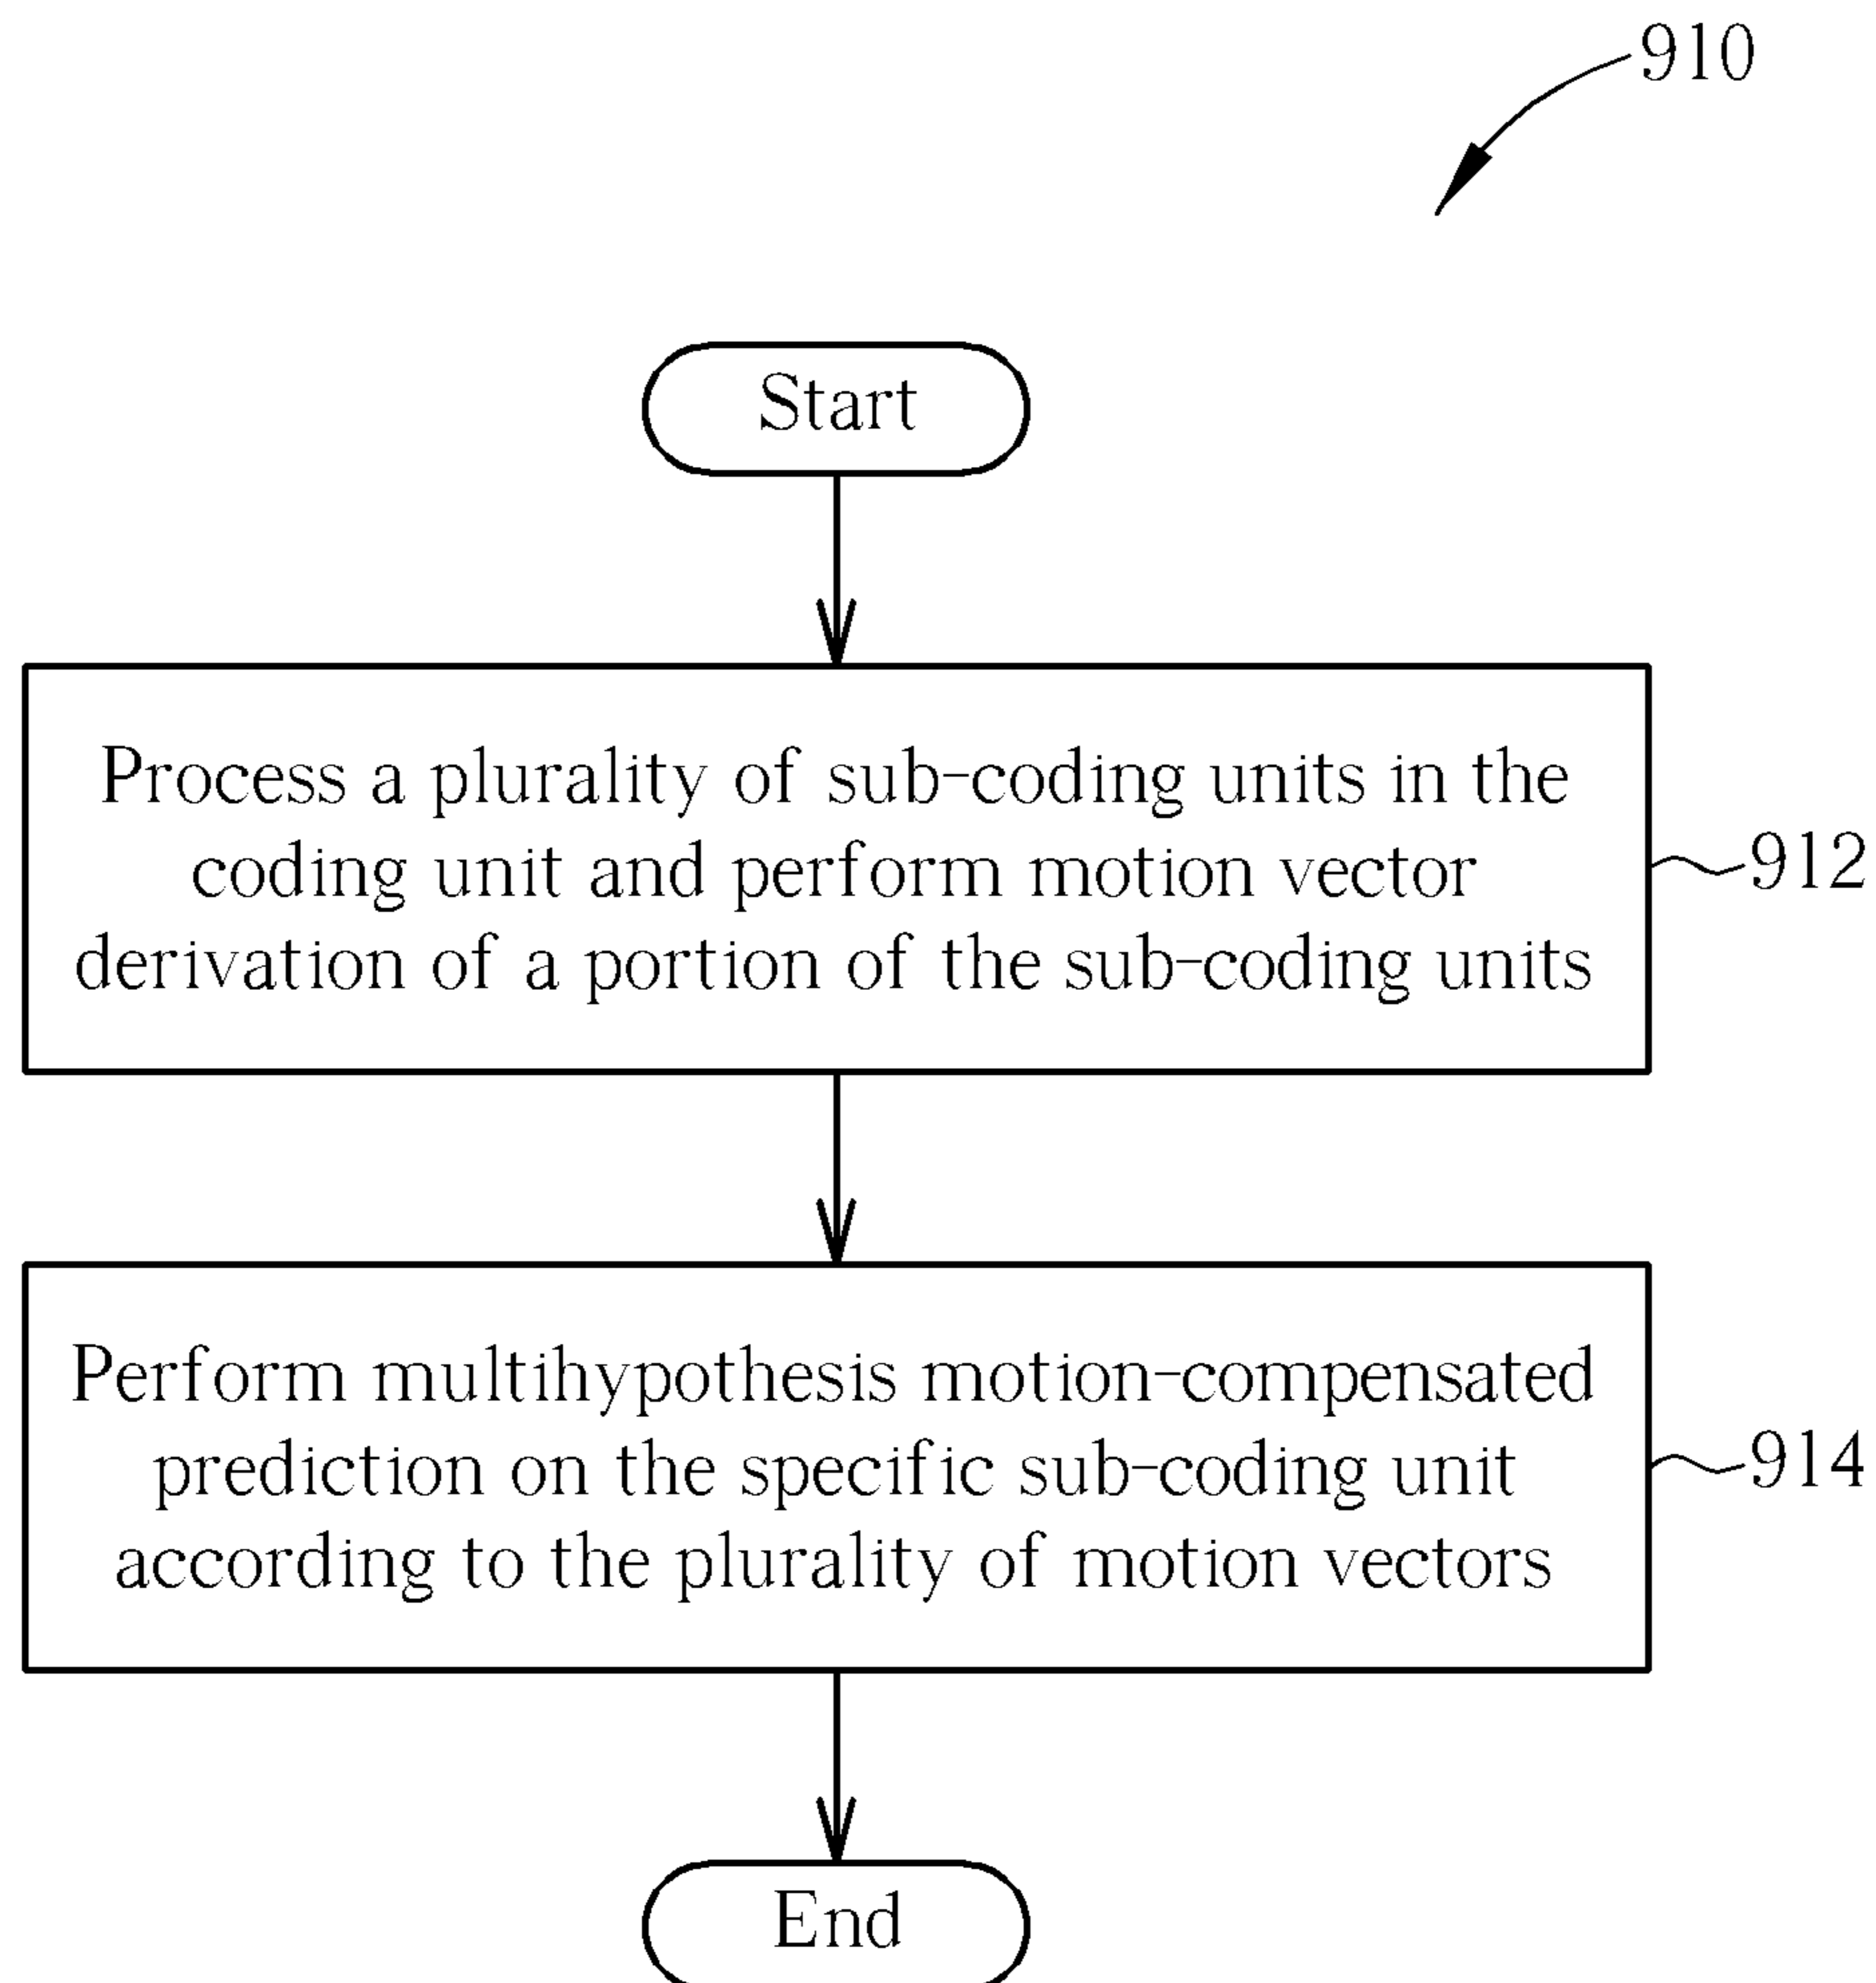 910
Start
Process a plurality of sub-coding units in the
coding unit and perform motion vector
derivation of a portion of the sub-coding units
912
Perform multihypothesis motion-compensated
prediction on the specific sub-coding unit
according to the plurality of motion vectors
914
End